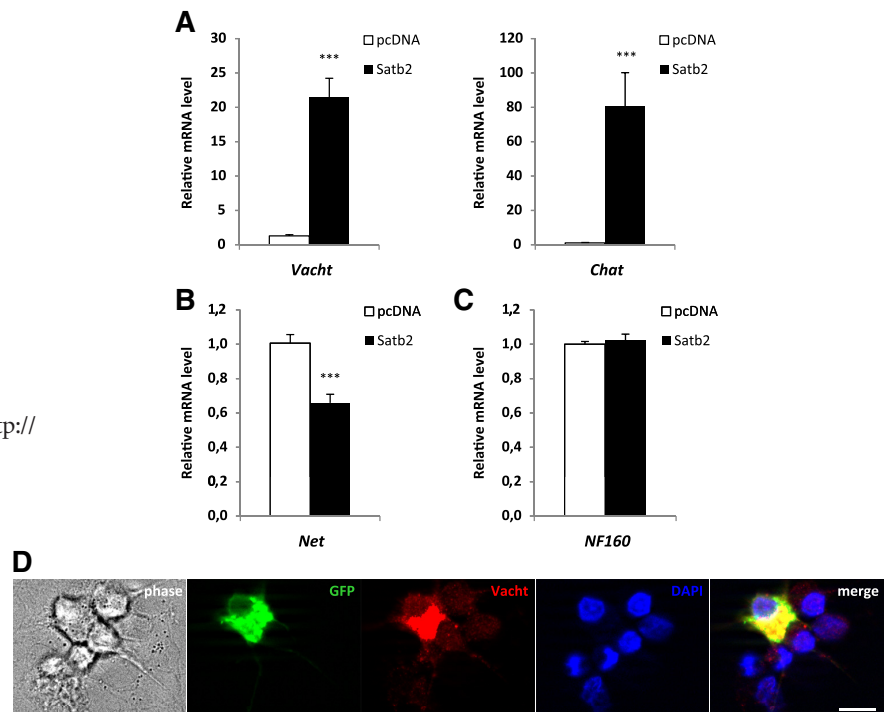 A
30
25
20
15
10
5
0
Relative mRNA level
***
pcDNA
Satb2
Vacht
120
100
80
60
40
20
0
Relative mRNA level
***
pcDNA
Satb2
Chat
B
1,2
1,0
0,8
0,6
0,4
0,2
0,0
Relative mRNA level
***
pcDNA
Satb2
Net
C
1,2
1,0
0,8
0,6
0,4
0,2
0,0
Relative mRNA level
pcDNA
Satb2
NF160
tp://
D
phase
GFP
Vacht
DAPI
merge